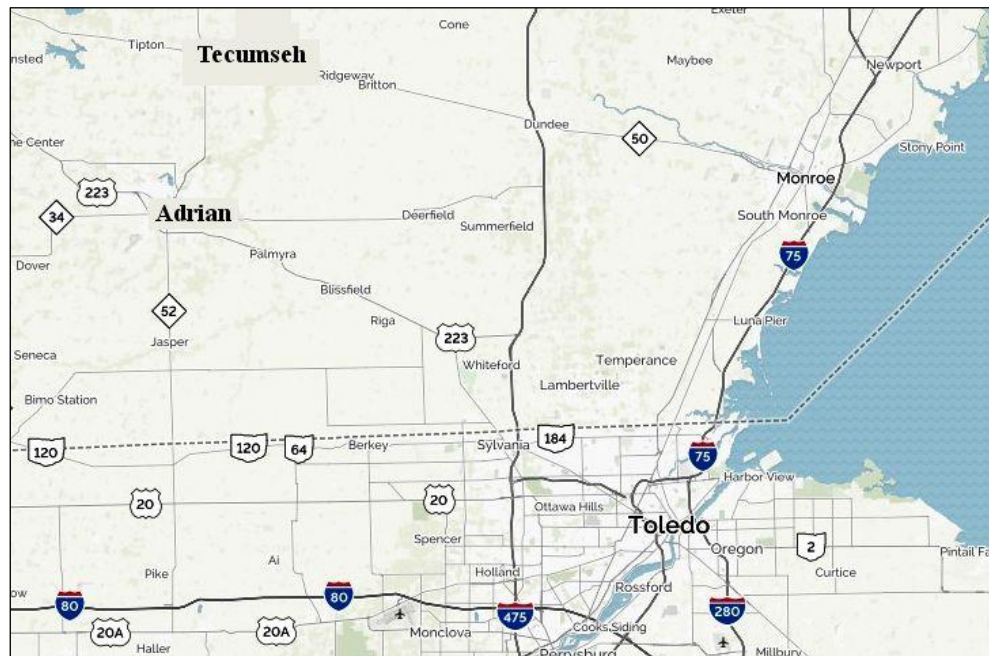 Exeter
Cone
Tipton
Tecumseh
nsted
Ridgeway
Britton
Maybee
Newport
Dundee
50
ne Center
Stony Point
Monroe
223
34
Adrian
Deerfield
Summerfield
South Monroe
Dover
Palmyra
75
Blissfield
52
Riga
Luna Pier
Jasper
223
Seneca
Whiteford
Temperance
Lambertville
Bimo Station
120
120
64
Berkey
Sylvania
184
75
Harbor View
20
20
Ottawa Hills
Toledo
Spencer
Oregon
2
Pintail Fa
Pike
Ai
Holland
Curtice
ow
80
80
Rossford
475
280
20A
20A
Monclova
Cooks Siding
Haller
Perrysburg
Millbury